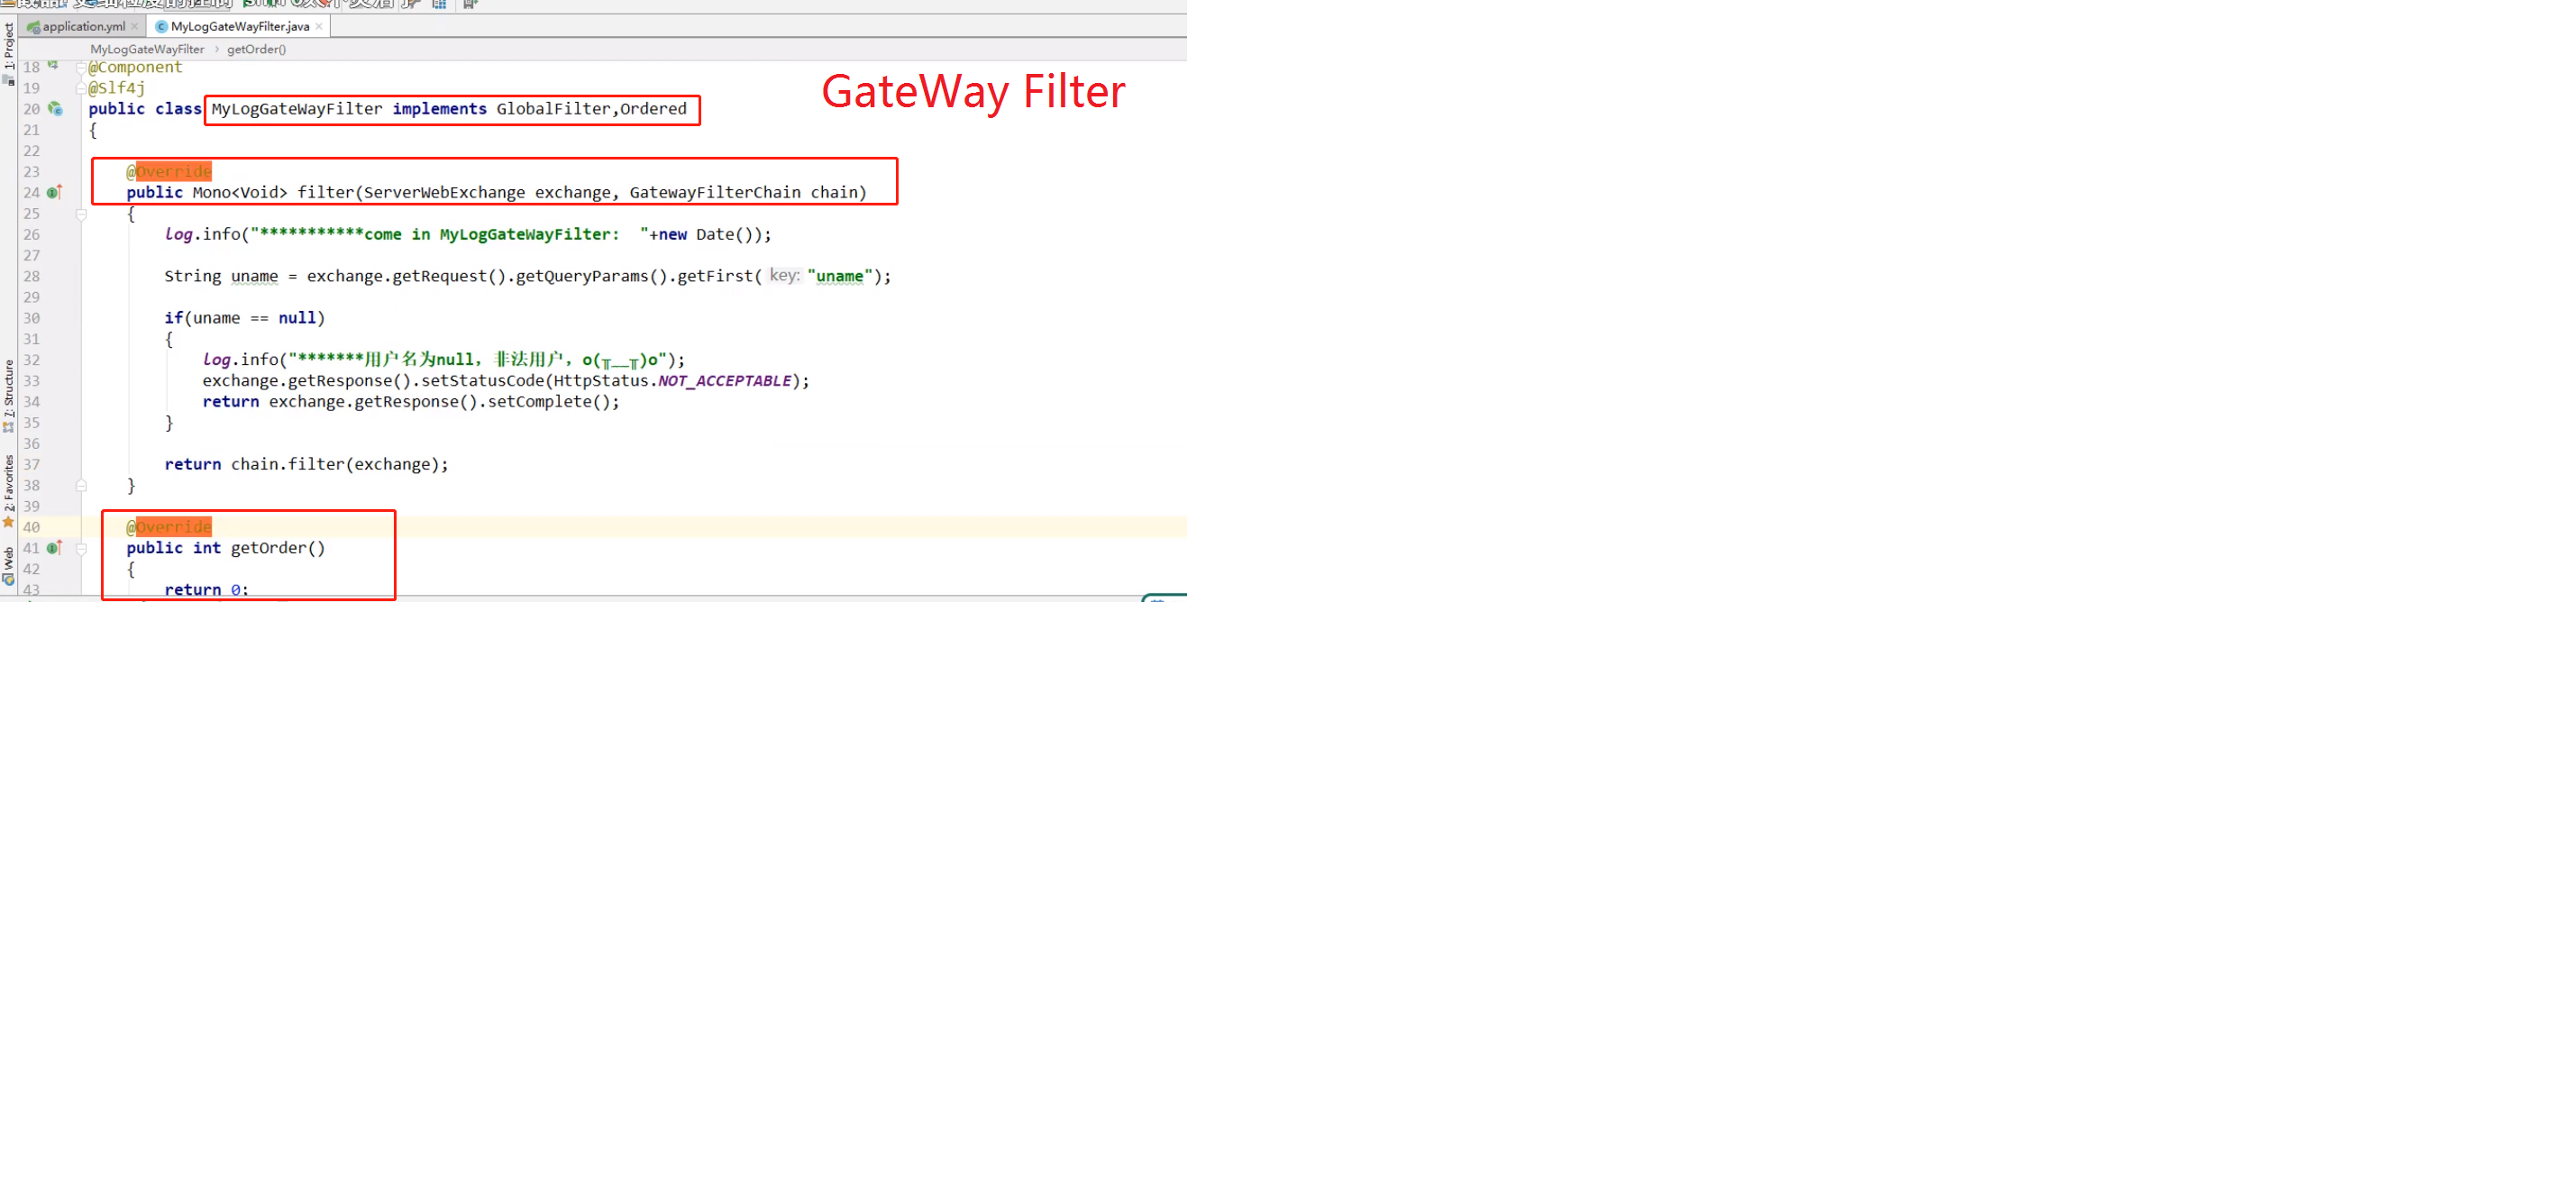 application.yml
MyLogGateWayFilter.java
MyLogGateWayFilter › getOrder()
1: Project
7: Structure
2: Favorites
Web
GateWay Filter
18 @Component
19 @Slf4j
20 public class MyLogGateWayFilter implements GlobalFilter,Ordered
21 {
22
23 @Override
24 public Mono<Void> filter(ServerWebExchange exchange, GatewayFilterChain chain)
25 {
26 log.info("***********come in MyLogGateWayFilter:  "+new Date());
27
28 String uname = exchange.getRequest().getQueryParams().getFirst( key: "uname");
29
30 if(uname == null)
31 {
32 log.info("*******用户名为null，非法用户，o(╥﹏╥)o");
33 exchange.getResponse().setStatusCode(HttpStatus.NOT_ACCEPTABLE);
34 return exchange.getResponse().setComplete();
35 }
36
37 return chain.filter(exchange);
38 }
39
40 @Override
41 public int getOrder()
42 {
43 return 0;